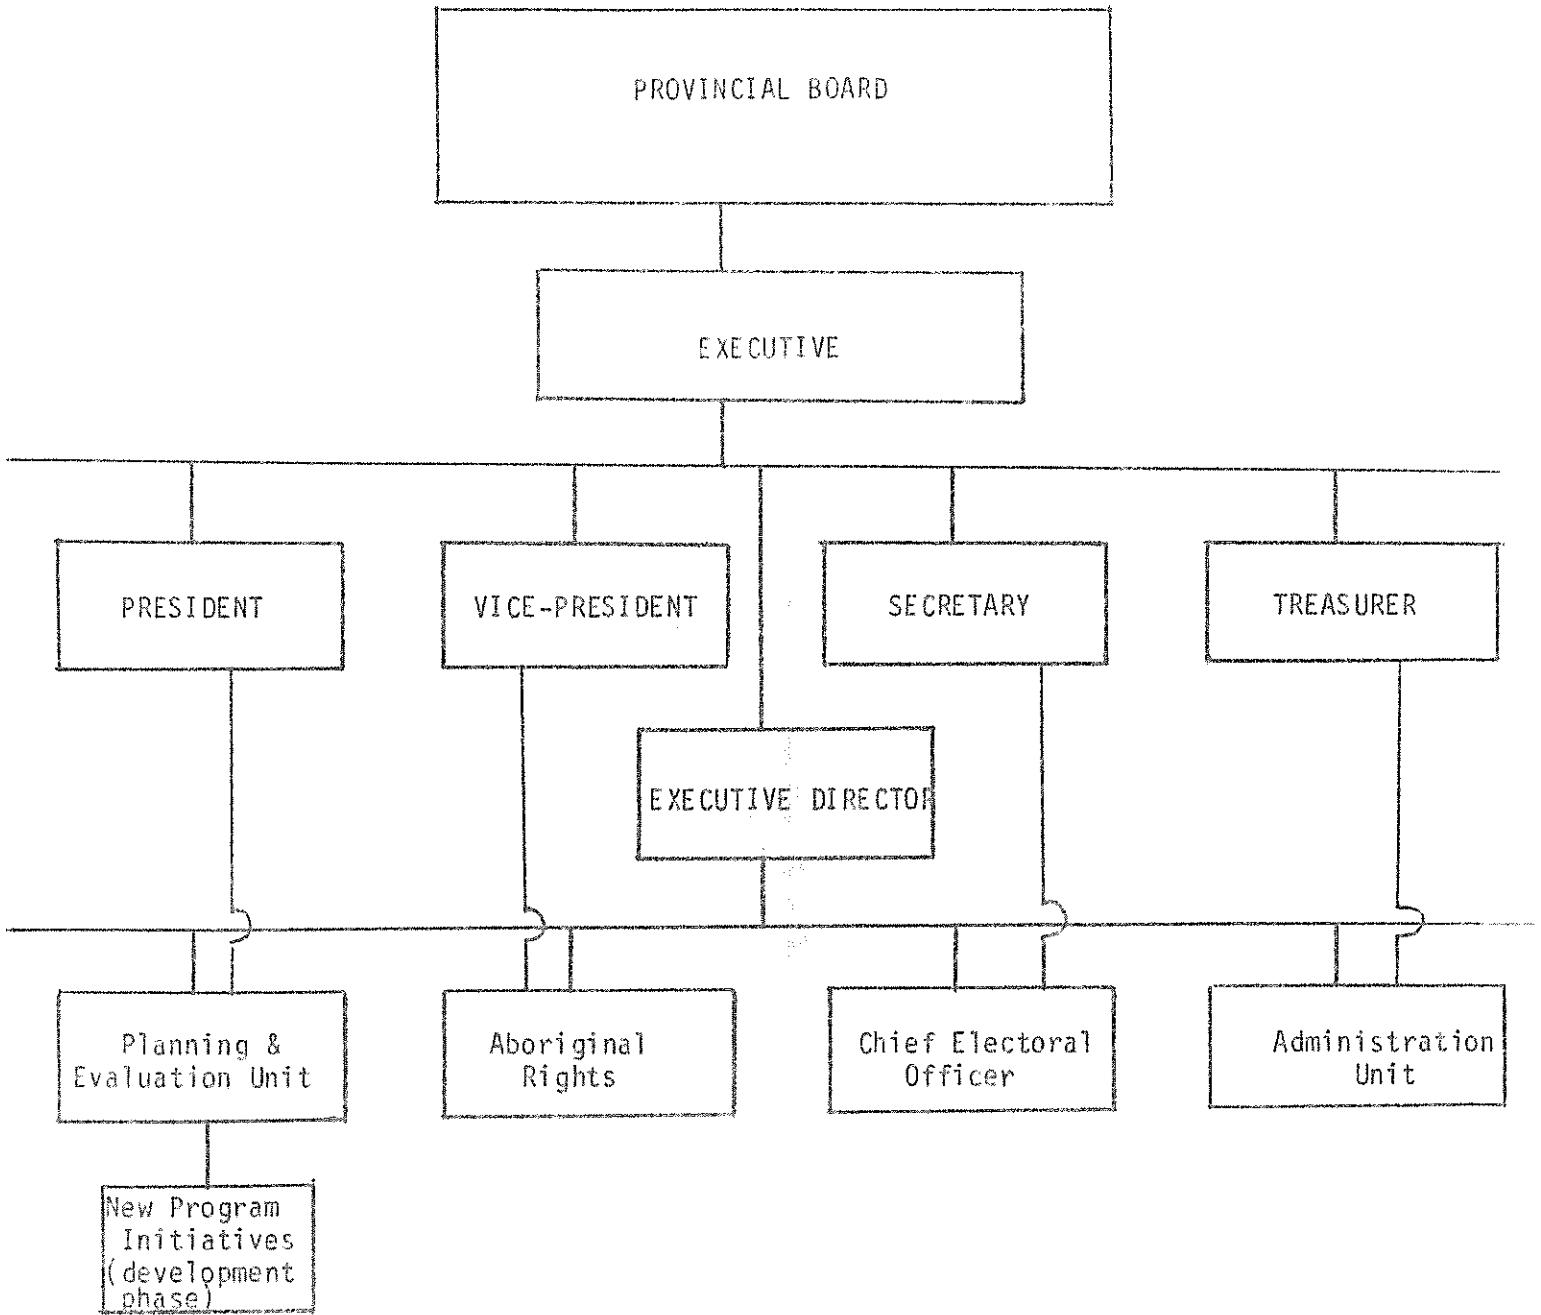 PROVINCIAL BOARD
EXECUTIVE
PRESIDENT
VICE-PRESIDENT
SECRETARY
TREASURER
EXECUTIVE DIRECTOR
Planning &
Evaluation Unit
Aboriginal
Rights
Chief Electoral
Officer
Administration
Unit
New Program
Initiatives
(development
phase)